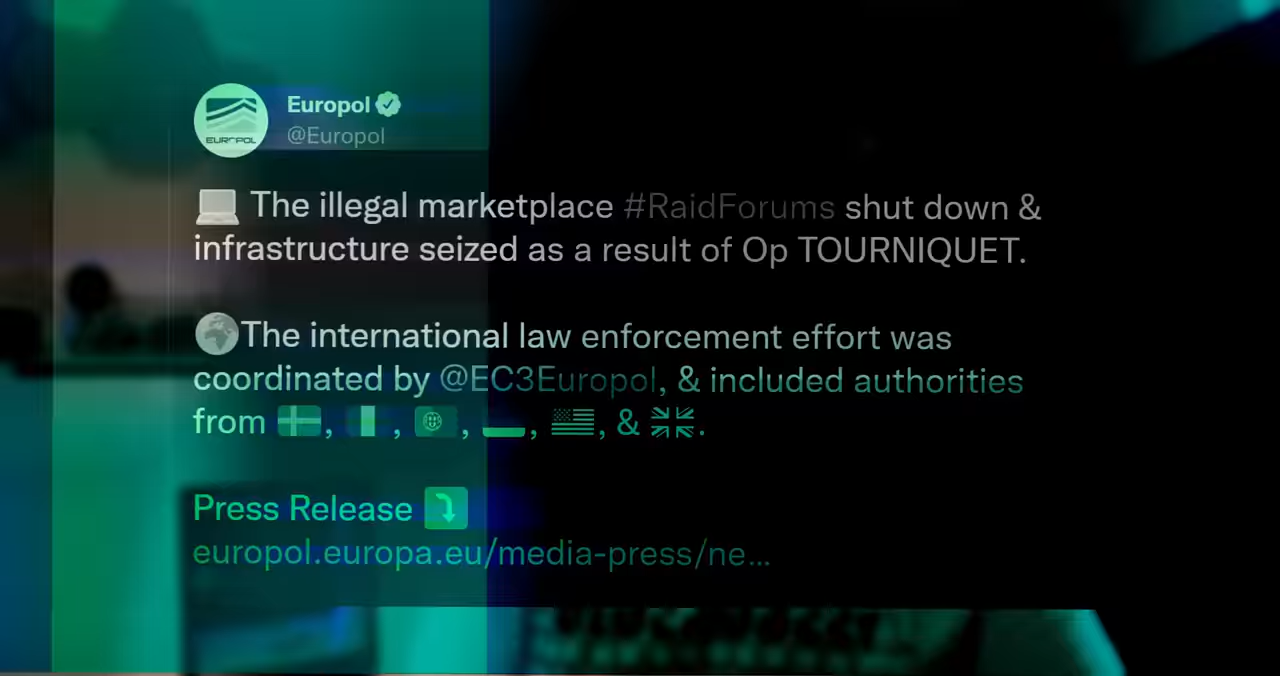 Europol
EUROPOL
@Europol
The illegal marketplace #RaidForums shut down &
infrastructure seized as a result of Op TOURNIQUET.
The international law enforcement effort was
coordinated by @EC3Europol, & included authorities
from , , , , , & .
Press Release
europol.europa.eu/media-press/ne...